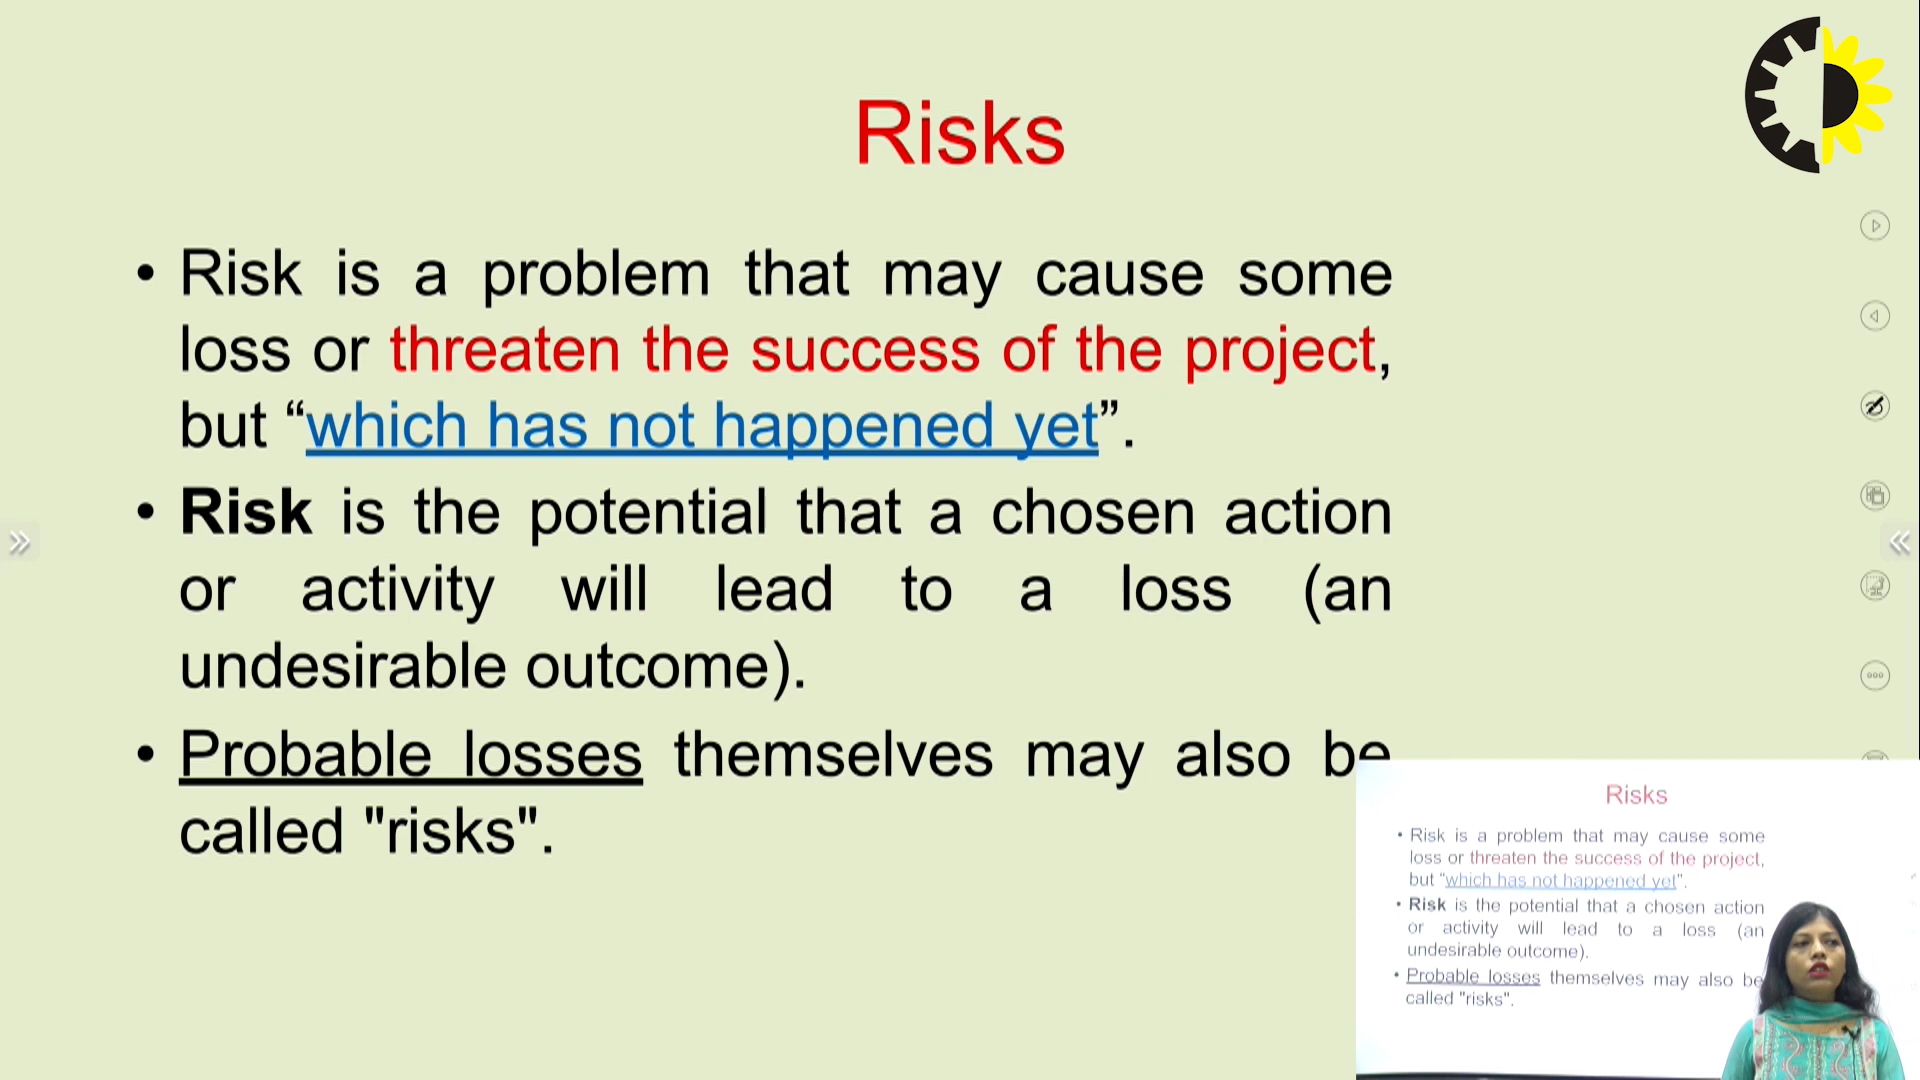 Risks
• Risk is a problem that may cause some
loss or threaten the success of the project,
but “which has not happened yet”.
• Risk is the potential that a chosen action
or activity will lead to a loss (an
undesirable outcome).
• Probable losses themselves may also be
called "risks".
Risks
• Risk is a problem that may cause some
loss or threaten the success of the project,
but “which has not happened yet”.
• Risk is the potential that a chosen action
or activity will lead to a loss (an
undesirable outcome).
• Probable losses themselves may also be
called "risks".